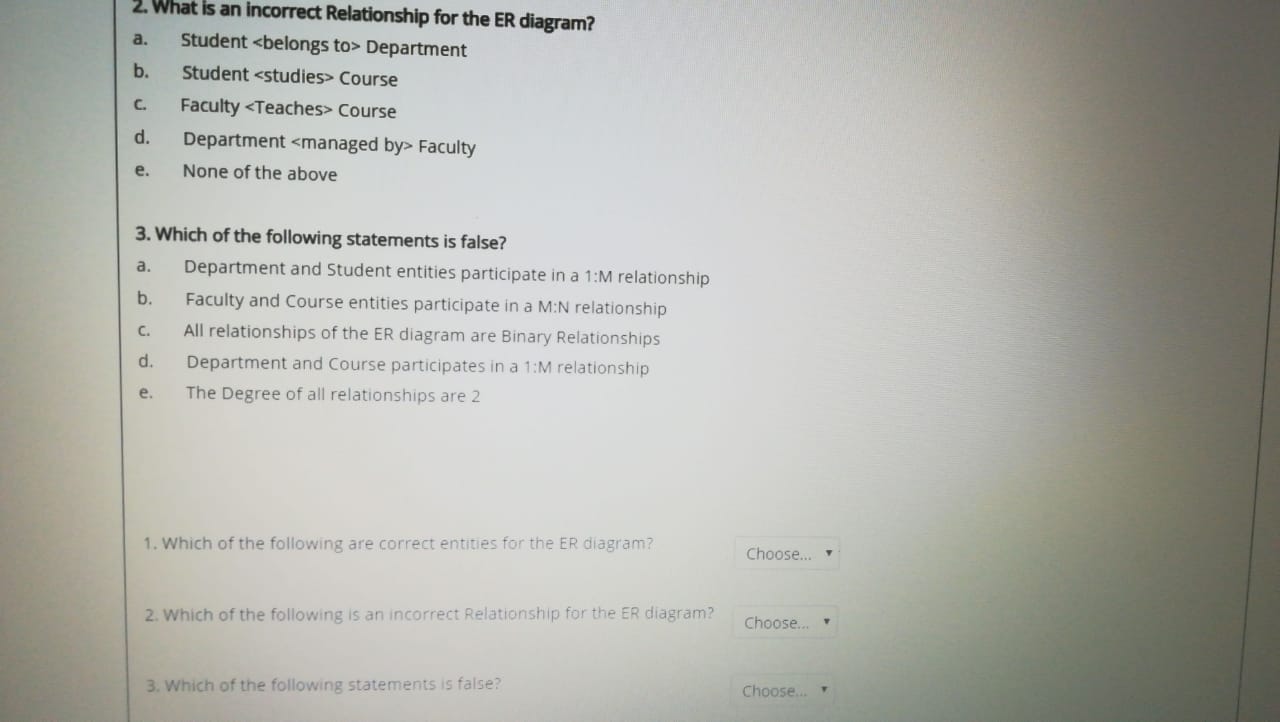 2. What is an incorrect Relationship for the ER diagram?
a. Student <belongs to> Department
b. Student <studies> Course
c. Faculty <Teaches> Course
d. Department <managed by> Faculty
e. None of the above
3. Which of the following statements is false?
a. Department and Student entities participate in a 1:M relationship
b. Faculty and Course entities participate in a M:N relationship
c. All relationships of the ER diagram are Binary Relationships
d. Department and Course participates in a 1:M relationship
e. The Degree of all relationships are 2
1. Which of the following are correct entities for the ER diagram? Choose...
2. Which of the following is an incorrect Relationship for the ER diagram? Choose...
3. Which of the following statements is false? Choose...